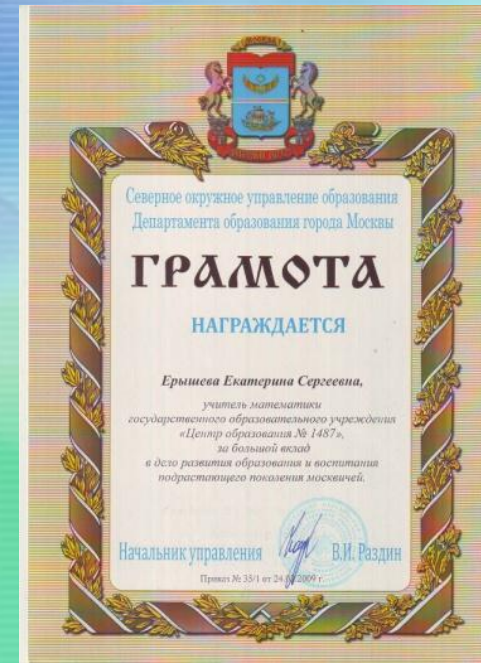 Северное окружное управление образования
Департамента образования города Москвы
ГРАМОТА
НАГРАЖДАЕТСЯ
Ерышева Екатерина Сергеевна,
учитель математики
государственного образовательного учреждения
«Центр образования № 1487»,
за большой вклад
в дело развития образования и воспитания
подрастающего поколения москвичей.
Начальник управления В.И. Раздин
Приказ № 35/1 от 2009 г.